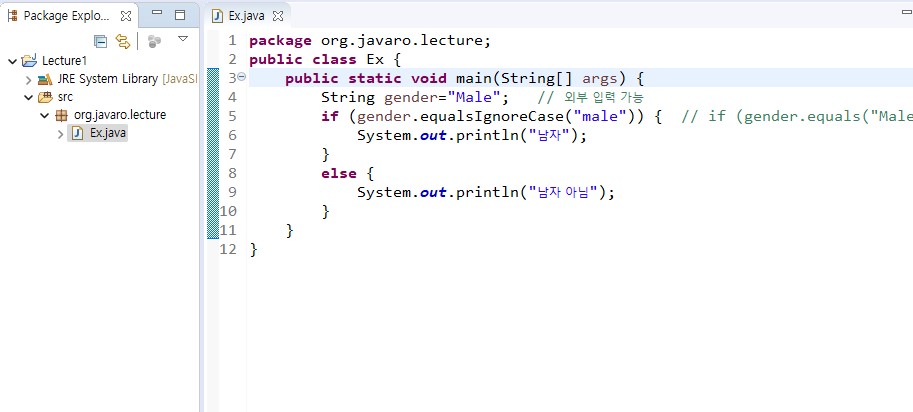 Package Explo...
Lecture1
JRE System Library [JavaSE
src
org.javaro.lecture
Ex.java
Ex.java
1 package org.javaro.lecture;
2 public class Ex {
3 public static void main(String[] args) {
4 String gender="Male"; // 외부 입력 가능
5 if (gender.equalsIgnoreCase("male")) { // if (gender.equals("Male
6 System.out.println("남자");
7 }
8 else {
9 System.out.println("남자 아님");
10 }
11 }
12 }